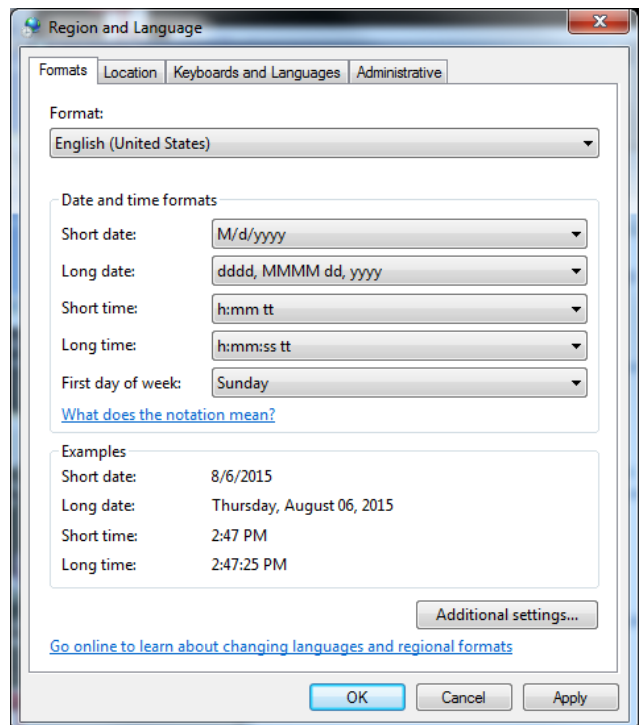 Region and Language
Formats Location Keyboards and Languages Administrative
Format:
English (United States)
Date and time formats
Short date: M/d/yyyy
Long date: dddd, MMMM dd, yyyy
Short time: h:mm tt
Long time: h:mm:ss tt
First day of week: Sunday
What does the notation mean?
Examples
Short date: 8/6/2015
Long date: Thursday, August 06, 2015
Short time: 2:47 PM
Long time: 2:47:25 PM
Additional settings...
Go online to learn about changing languages and regional formats
OK Cancel Apply